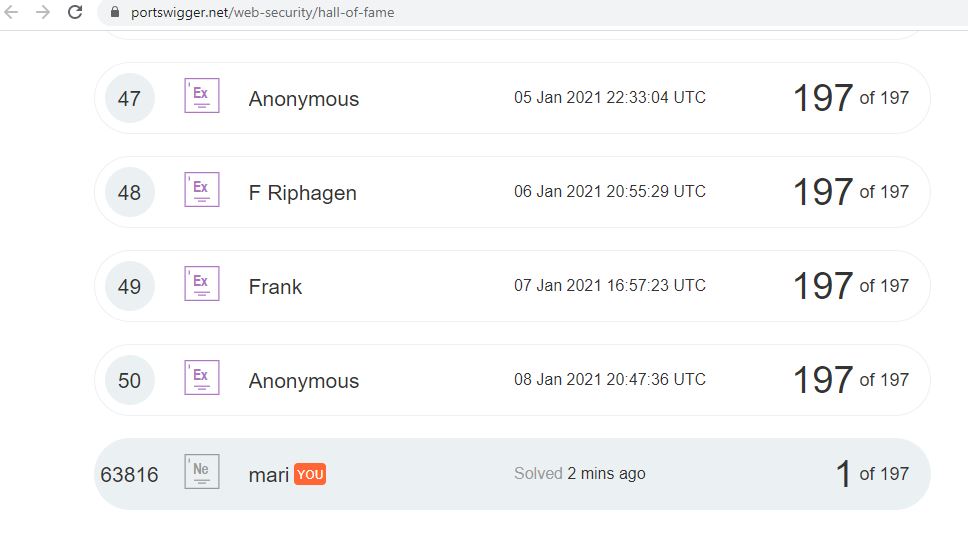 portswigger.net/web-security/hall-of-fame
47 Ex Anonymous 05 Jan 2021 22:33:04 UTC 197 of 197
48 Ex F Riphagen 06 Jan 2021 20:55:29 UTC 197 of 197
49 Ex Frank 07 Jan 2021 16:57:23 UTC 197 of 197
50 Ex Anonymous 08 Jan 2021 20:47:36 UTC 197 of 197
63816 Ne mari YOU Solved 2 mins ago 1 of 197